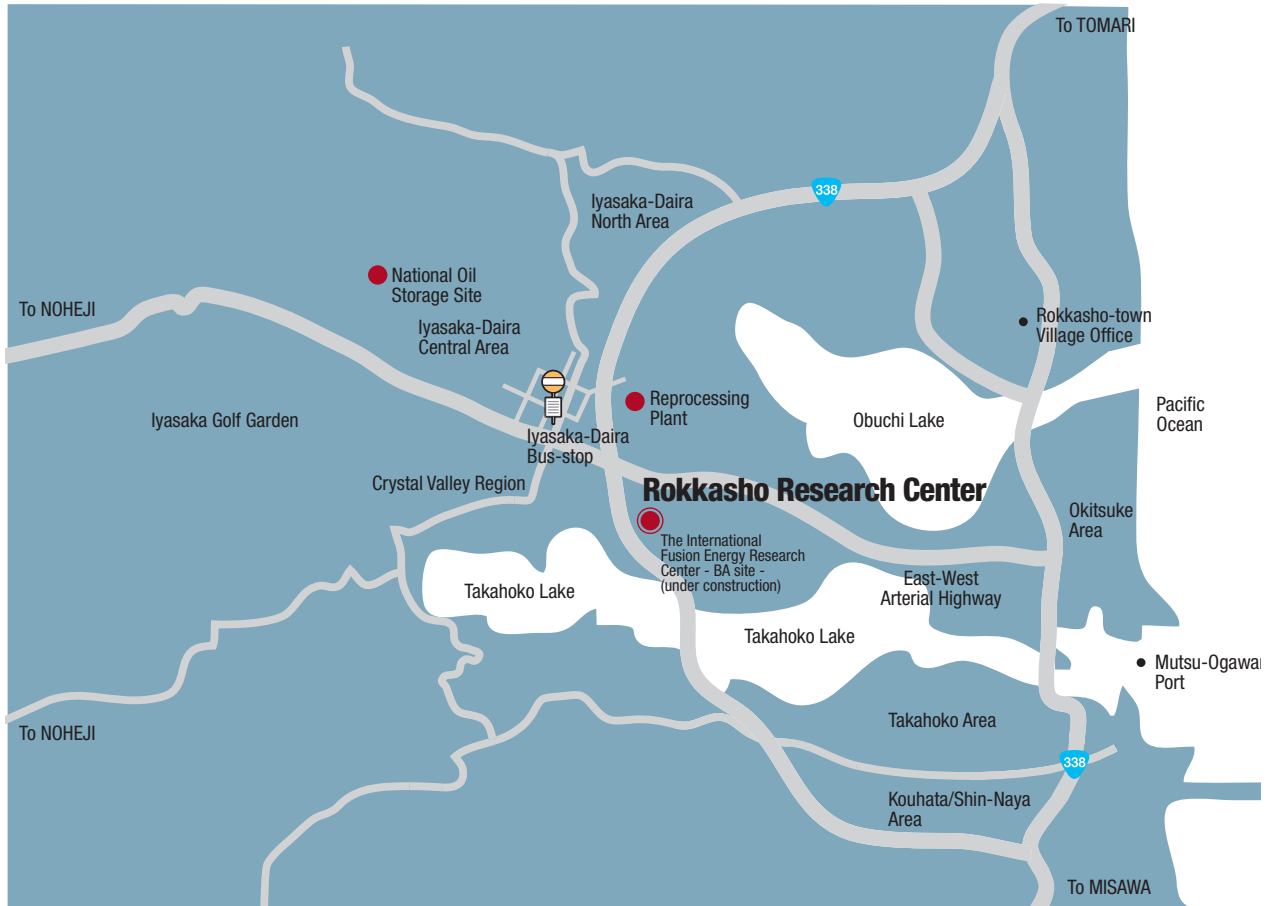 To TOMARI
338
Iyasaka-Daira
North Area
National Oil
Storage Site
To NOHEJI
Iyasaka-Daira
Central Area
Rokkasho-town
Village Office
Reprocessing
Plant
Pacific
Ocean
Iyasaka Golf Garden
Obuchi Lake
Iyasaka-Daira
Bus-stop
Crystal Valley Region
Rokkasho Research Center
Okitsuke
Area
The International
Fusion Energy Research
Center - BA site -
(under construction)
East-West
Arterial Highway
Takahoko Lake
Takahoko Lake
Mutsu-Ogawar
Port
To NOHEJI
Takahoko Area
338
Kouhata/Shin-Naya
Area
To MISAWA